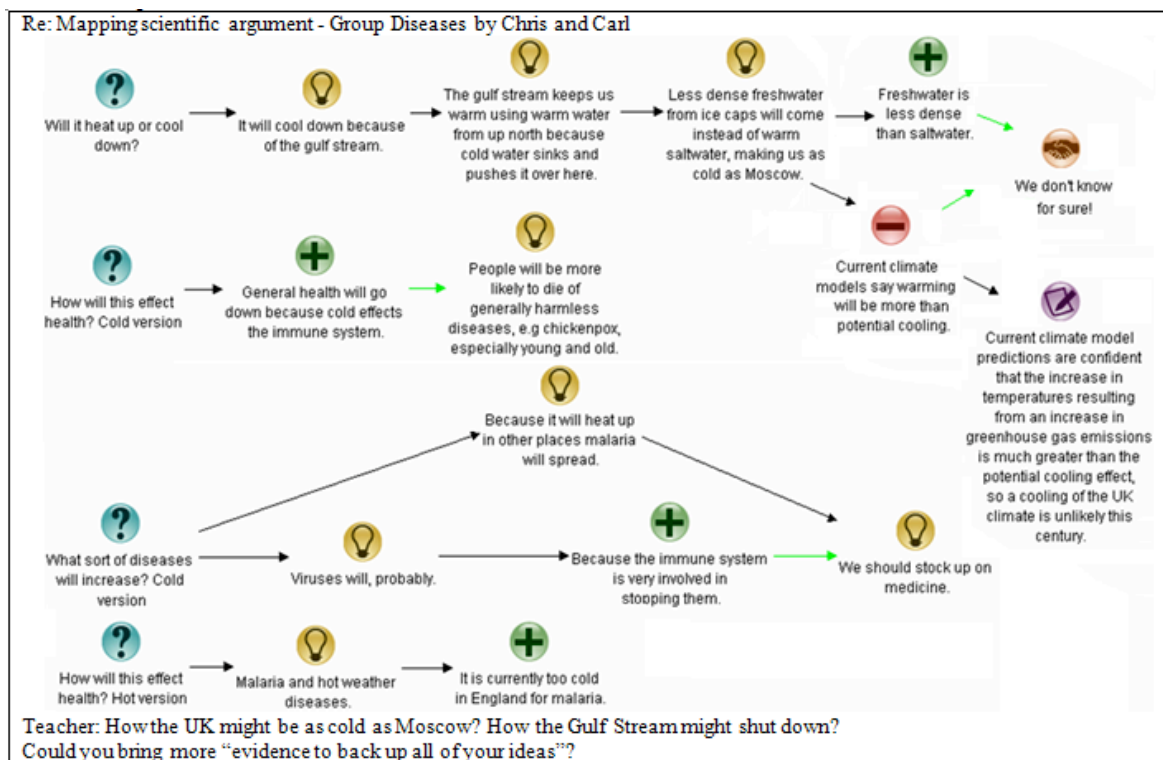 Re: Mapping scientific argument - Group Diseases by Chris and Carl
Will it heat up or cool
down?
It will cool down because
of the gulf stream.
The gulf stream keeps us
warm using warm water
from up north because
cold water sinks and
pushes it over here.
Less dense freshwater
from ice caps will come
instead of warm
saltwater, making us as
cold as Moscow.
Freshwater is
less dense
than saltwater.
We don't know
for sure!
Current climate
models say warming
will be more than
potential cooling.
Current climate model
predictions are confident
that the increase in
temperatures resulting
from an increase in
greenhouse gas emissions
is much greater than the
potential cooling effect,
so a cooling of the UK
climate is unlikely this
century.
How will this effect
health? Cold version
General health will go
down because cold effects
the immune system.
People will be more
likely to die of
generally harmless
diseases, e.g chickenpox,
especially young and old.
Because it will heat up
in other places malaria
will spread.
What sort of diseases
will increase? Cold
version
Viruses will, probably.
Because the immune system
is very involved in
stopping them.
We should stock up on
medicine.
How will this effect
health? Hot version
Malaria and hot weather
diseases.
It is currently too cold
in England for malaria.
Teacher: How the UK might be as cold as Moscow? How the Gulf Stream might shut down?
Could you bring more “evidence to back up all of your ideas”?